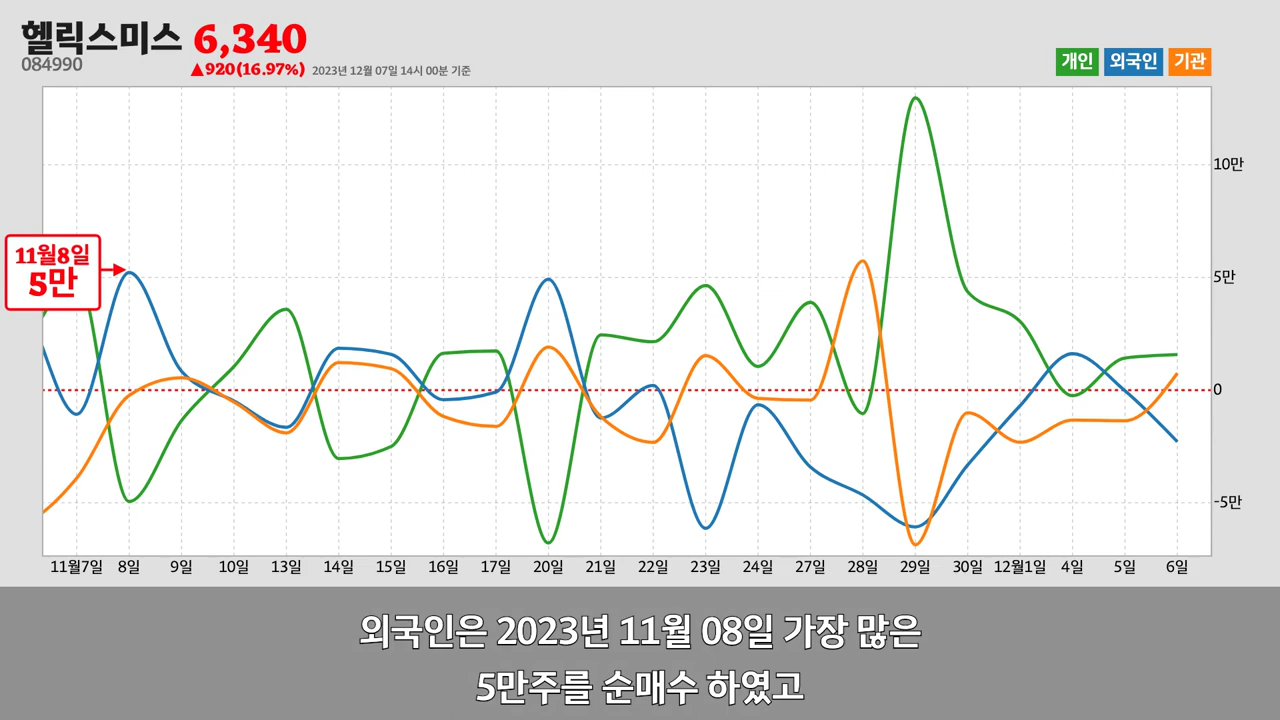 헬릭스미스 6,340
084990
▲920(16.97%) 2023년 12월 07일 14시 00분 기준
개인 외국인 기관
10만
5만
0
-5만
11월8일
5만
11월7일 8일 9일 10일 13일 14일 15일 16일 17일 20일 21일 22일 23일 24일 27일 28일 29일 30일 12월1일 4일 5일 6일
외국인은 2023년 11월 08일 가장 많은
5만주를 순매수 하였고